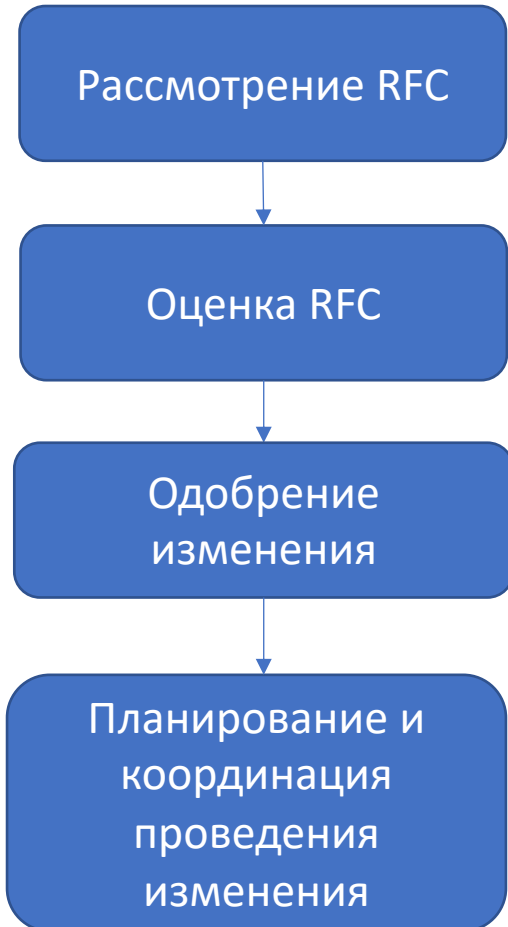 Рассмотрение RFC
Оценка RFC
Одобрение
изменения
Планирование и
координация
проведения
изменения